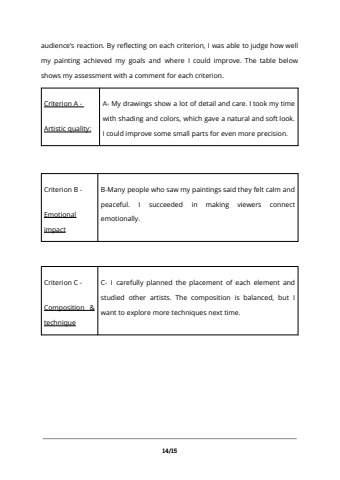 audience's reaction. By reflecting on each criterion, I was able to judge how well
my painting achieved my goals and where I could improve. The table below
shows my assessment with a comment for each criterion.
Criterion A -
Artistic quality:
A- My drawings show a lot of detail and care. I took my time
with shading and colors, which gave a natural and soft look.
I could improve some small parts for even more precision.
Criterion B -
Emotional
impact
B-Many people who saw my paintings said they felt calm and
peaceful. I succeeded in making viewers connect
emotionally.
Criterion C -
Composition &
technique
C- I carefully planned the placement of each element and
studied other artists. The composition is balanced, but I
want to explore more techniques next time.
14/15